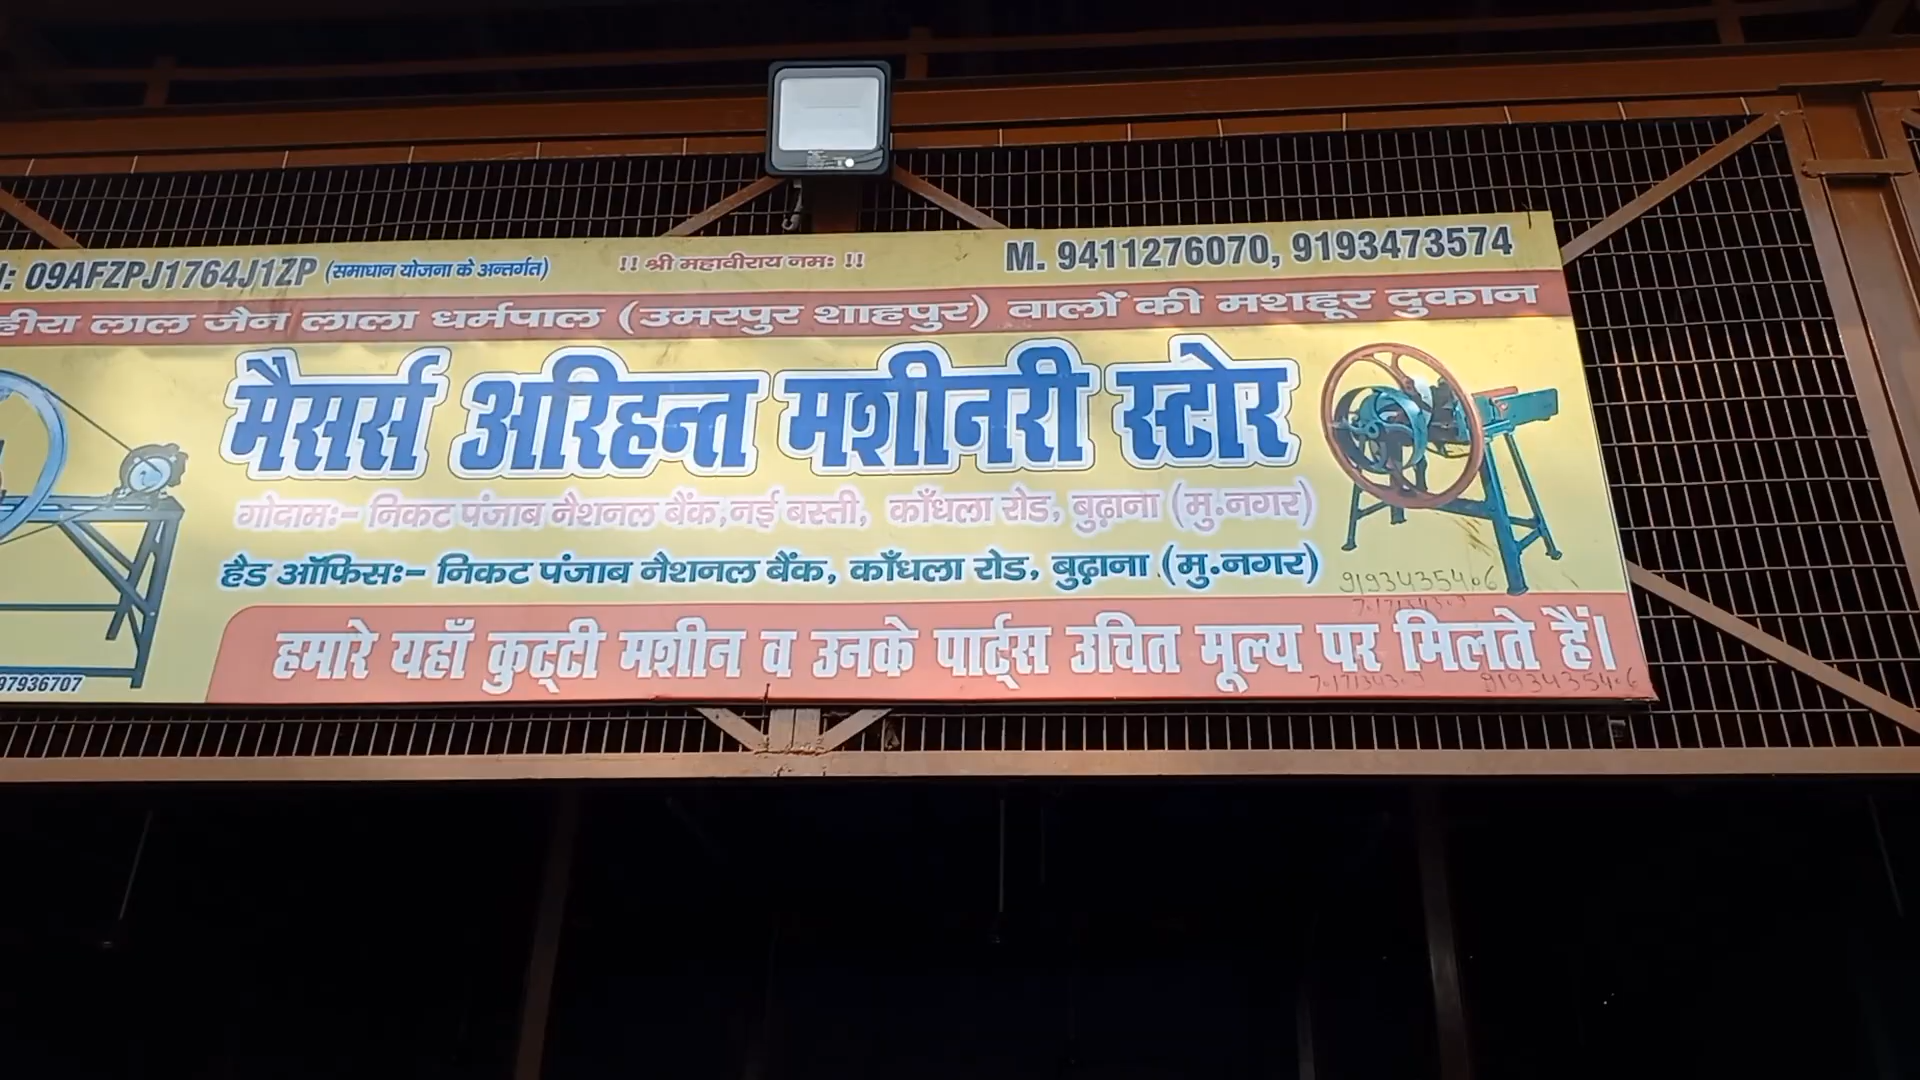 : 09AFZPJ1764J1ZP (समाधान योजना के अन्तर्गत) !! श्री महावीराय नमः !! M. 9411276070, 9193473574
हीरा लाल जैन लाला धर्मपाल (उमरपुर शाहपुर) वालों की मशहूर दुकान
मैसर्स अरिहन्त मशीनरी स्टोर
गोदामः- निकट पंजाब नैशनल बैंक,नई बस्ती, काँधला रोड, बुढ़ाना (मु.नगर)
हैड ऑफिसः- निकट पंजाब नैशनल बैंक, काँधला रोड, बुढ़ाना (मु.नगर)
हमारे यहाँ कुट्टी मशीन व उनके पार्ट्स उचित मूल्य पर मिलते हैं।
97936707